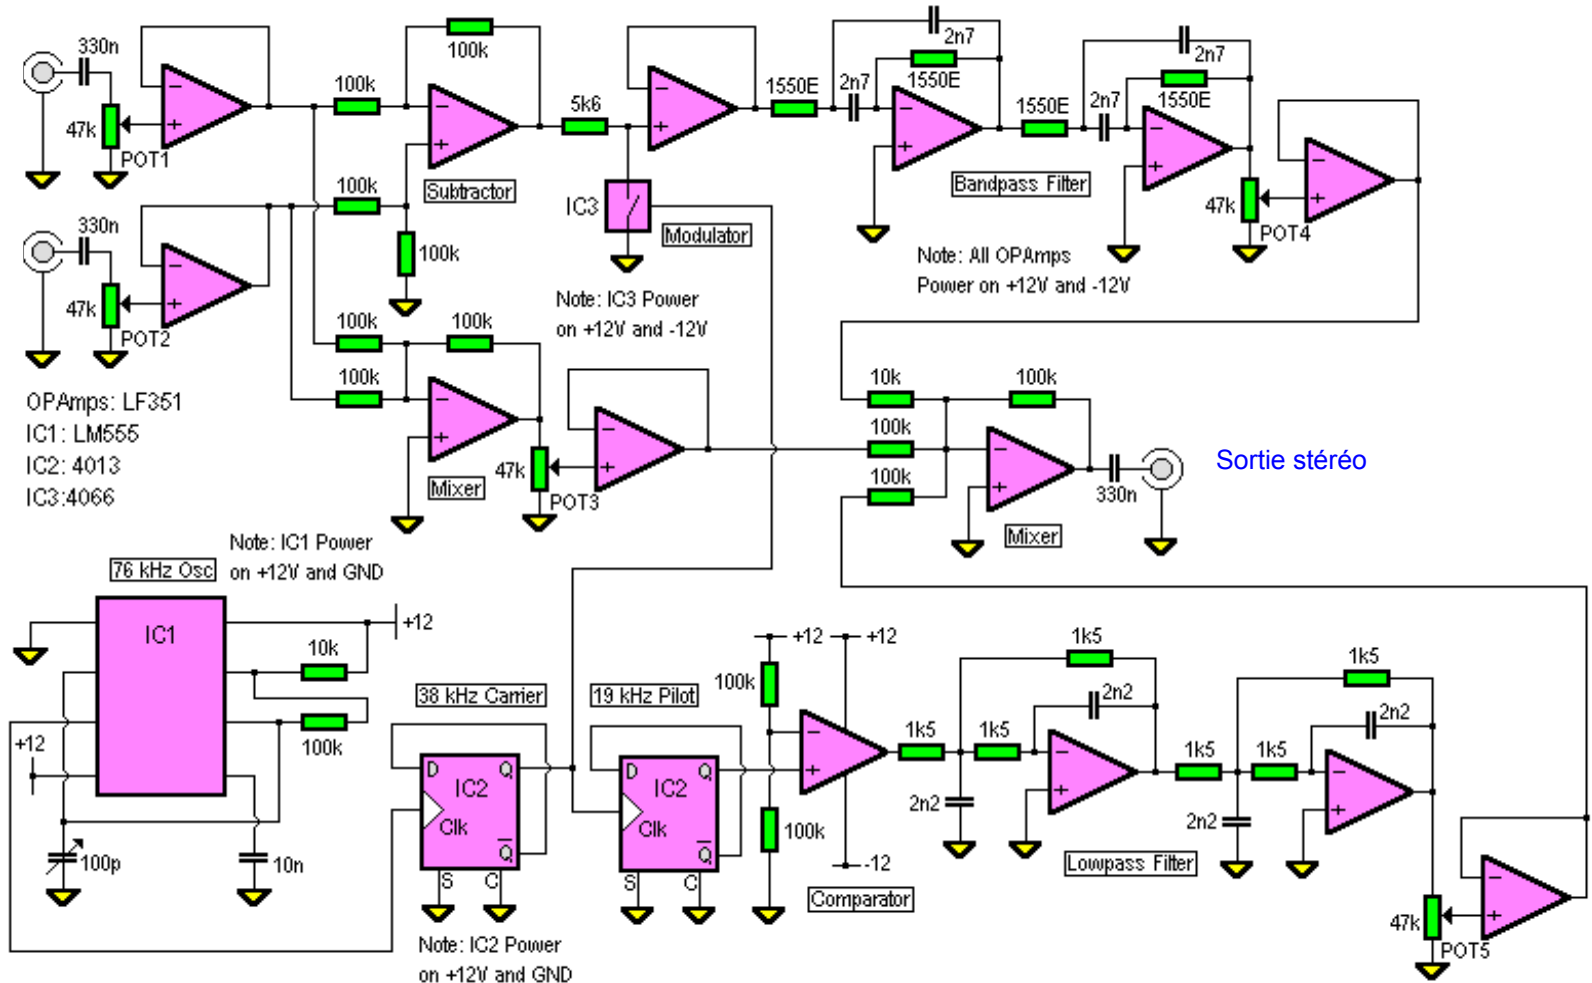 330n
47k
POT1
100k
100k
5k6
1550E
2n7
2n7
1550E
1550E
2n7
2n7
1550E
Subtractor
100k
100k
IC3
Modulator
Bandpass Filter
47k
POT4
330n
47k
POT2
Note: All OPAmps
Power on +12V and -12V
Note: IC3 Power
on +12V and -12V
100k
100k
100k
OPAmps: LF351
IC1: LM555
IC2: 4013
IC3:4066
Mixer
47k
POT3
10k
100k
100k
100k
330n
Mixer
Sortie stéréo
Note: IC1 Power
on +12V and GND
76 kHz Osc
IC1
+12
10k
100k
+12
100p
10n
38 kHz Carrier
D
Q
IC2
Clk
Q
S
C
Note: IC2 Power
on +12V and GND
19 kHz Pilot
D
Q
IC2
Clk
Q
S
C
+12
+12
100k
100k
-12
Comparator
1k5
1k5
1k5
2n2
2n2
Lowpass Filter
1k5
1k5
1k5
2n2
2n2
47k
POT5